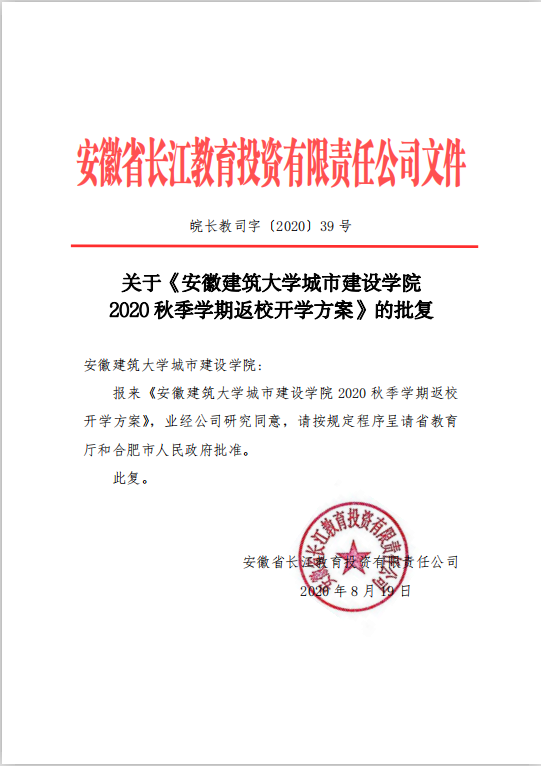 安徽省长江教育投资有限责任公司文件
皖长教司字〔2020〕39 号
关于《安徽建筑大学城市建设学院
2020 秋季学期返校开学方案》的批复
安徽建筑大学城市建设学院:
报来《安徽建筑大学城市建设学院 2020 秋季学期返校
开学方案》，业经公司研究同意，请按规定程序呈请省教育
厅和合肥市人民政府批准。
此复。
安徽省长江教育投资有限责任公司
安徽省长江教育投资有限责任公司
2020 年 8 月 19 日